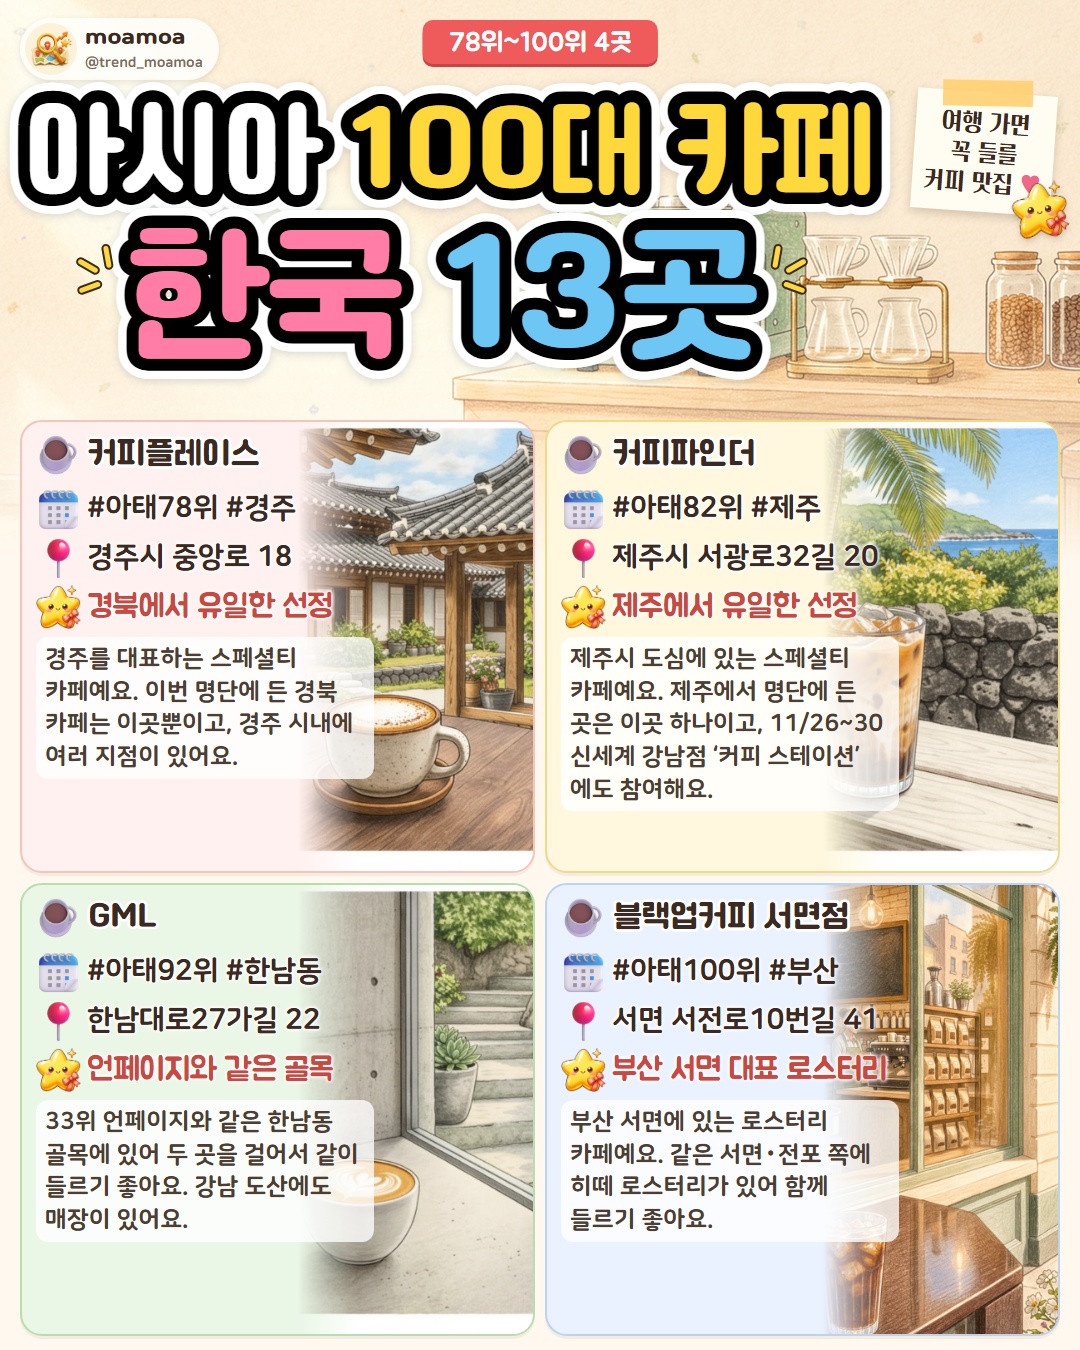 moamoa
@trend_moamoa
78위~100위 4곳
아시아 100대 카페
한국 13곳
여행 가면
꼭 들를
커피 맛집
커피플레이스
#아태78위 #경주
경주시 중앙로 18
경북에서 유일한 선정
경주를 대표하는 스페셜티
카페예요. 이번 명단에 든 경북
카페는 이곳뿐이고, 경주 시내에
여러 지점이 있어요.
커피파인더
#아태82위 #제주
제주시 서광로32길 20
제주에서 유일한 선정
제주시 도심에 있는 스페셜티
카페예요. 제주에서 명단에 든
곳은 이곳 하나이고, 11/26~30
신세계 강남점 ‘커피 스테이션’
에도 참여해요.
GML
#아태92위 #한남동
한남대로27가길 22
언페이지와 같은 골목
33위 언페이지와 같은 한남동
골목에 있어 두 곳을 걸어서 같이
들르기 좋아요. 강남 도산에도
매장이 있어요.
블랙업커피 서면점
#아태100위 #부산
서면 서전로10번길 41
부산 서면 대표 로스터리
부산 서면에 있는 로스터리
카페예요. 같은 서면·전포 쪽에
히떼 로스터리가 있어 함께
들르기 좋아요.